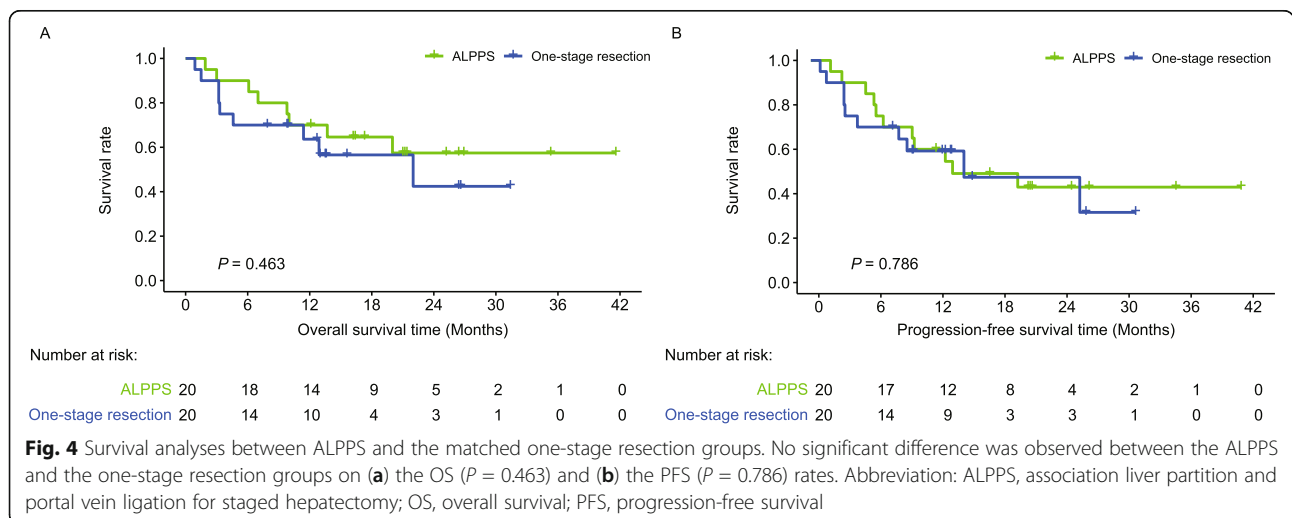 A
ALPPS One-stage resection
Survival rate
1.0
0.8
0.6
0.4
0.2
0.0
P = 0.463
0 6 12 18 24 30 36 42
Overall survival time (Months)
Number at risk:
ALPPS 20 18 14 9 5 2 1 0
One-stage resection 20 14 10 4 3 1 0 0
B
ALPPS One-stage resection
Survival rate
1.0
0.8
0.6
0.4
0.2
0.0
P = 0.786
0 6 12 18 24 30 36 42
Progression-free survival time (Months)
Number at risk:
ALPPS 20 17 12 8 4 2 1 0
One-stage resection 20 14 9 3 3 1 0 0
Fig. 4 Survival analyses between ALPPS and the matched one-stage resection groups. No significant difference was observed between the ALPPS
and the one-stage resection groups on (a) the OS (P = 0.463) and (b) the PFS (P = 0.786) rates. Abbreviation: ALPPS, association liver partition and
portal vein ligation for staged hepatectomy; OS, overall survival; PFS, progression-free survival